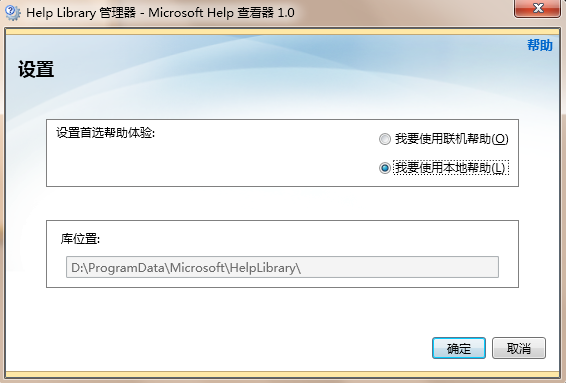 Help Library 管理器 - Microsoft Help 查看器 1.0
帮助
设置
设置首选帮助体验:
我要使用联机帮助(O)
我要使用本地帮助(L)
库位置:
D:\ProgramData\Microsoft\HelpLibrary\
确定
取消